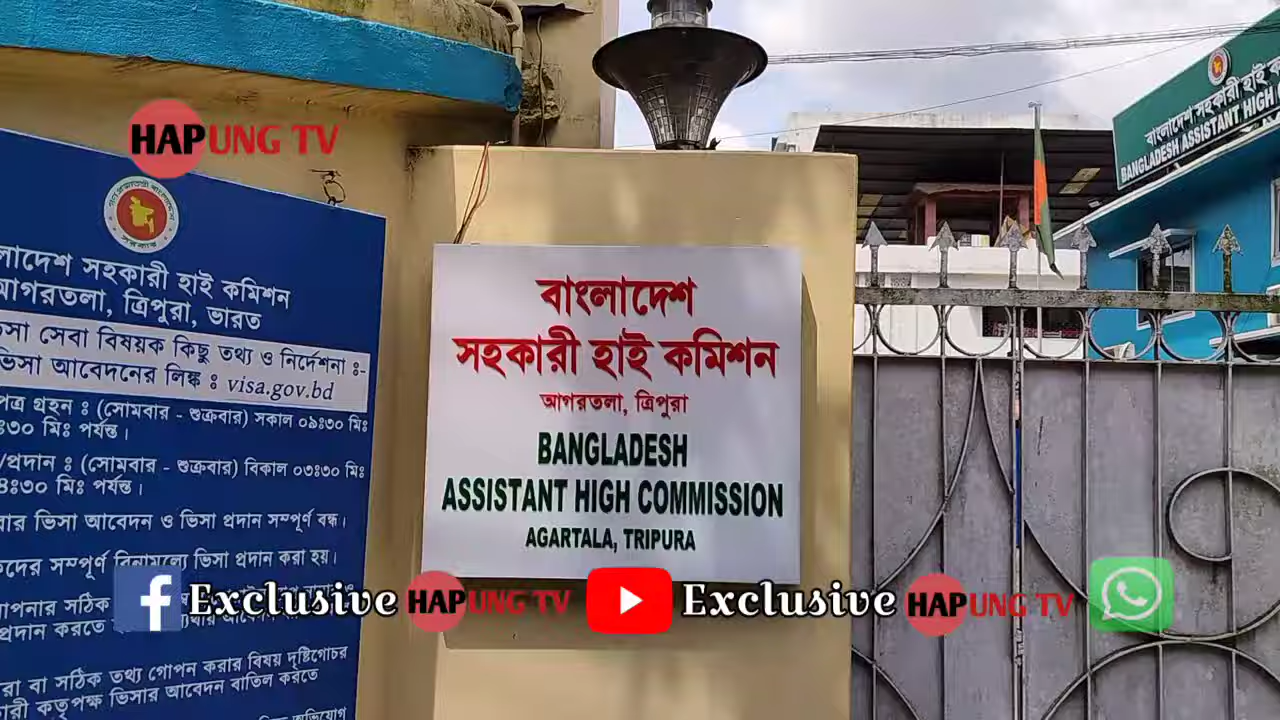 HAPUNG TV
বাংলাদেশ সহকারী হাই কমিশন
আগরতলা, ত্রিপুরা, ভারত
সেবা বিষয়ক কিছু তথ্য ও নির্দেশনা :-
ভিসা আবেদনের লিঙ্ক : visa.gov.bd
গ্রহন : (সোমবার - শুক্রবার) সকাল ০৯:৩০ মিঃ
মিঃ পর্যন্ত।
/প্রদান : (সোমবার - শুক্রবার) বিকাল ০৩:৩০ মিঃ
৪:৩০ মিঃ পর্যন্ত।
ভিসা আবেদন ও ভিসা প্রদান সম্পূর্ণ বন্ধ।
সম্পূর্ণ বিনামূল্যে ভিসা প্রদান করা হয়।
আপনার সঠিক
প্রদান করতে
বা সঠিক তথ্য গোপন করার বিষয় দৃষ্টিগোচর
কর্তৃপক্ষ ভিসার আবেদন বাতিল করতে
বাংলাদেশ
সহকারী হাই কমিশন
আগরতলা, ত্রিপুরা
BANGLADESH
ASSISTANT HIGH COMMISSION
AGARTALA, TRIPURA
বাংলাদেশ সহকারী হাই
BANGLADESH ASSISTANT HIGH
Exclusive HAPUNG TV Exclusive HAPUNG TV